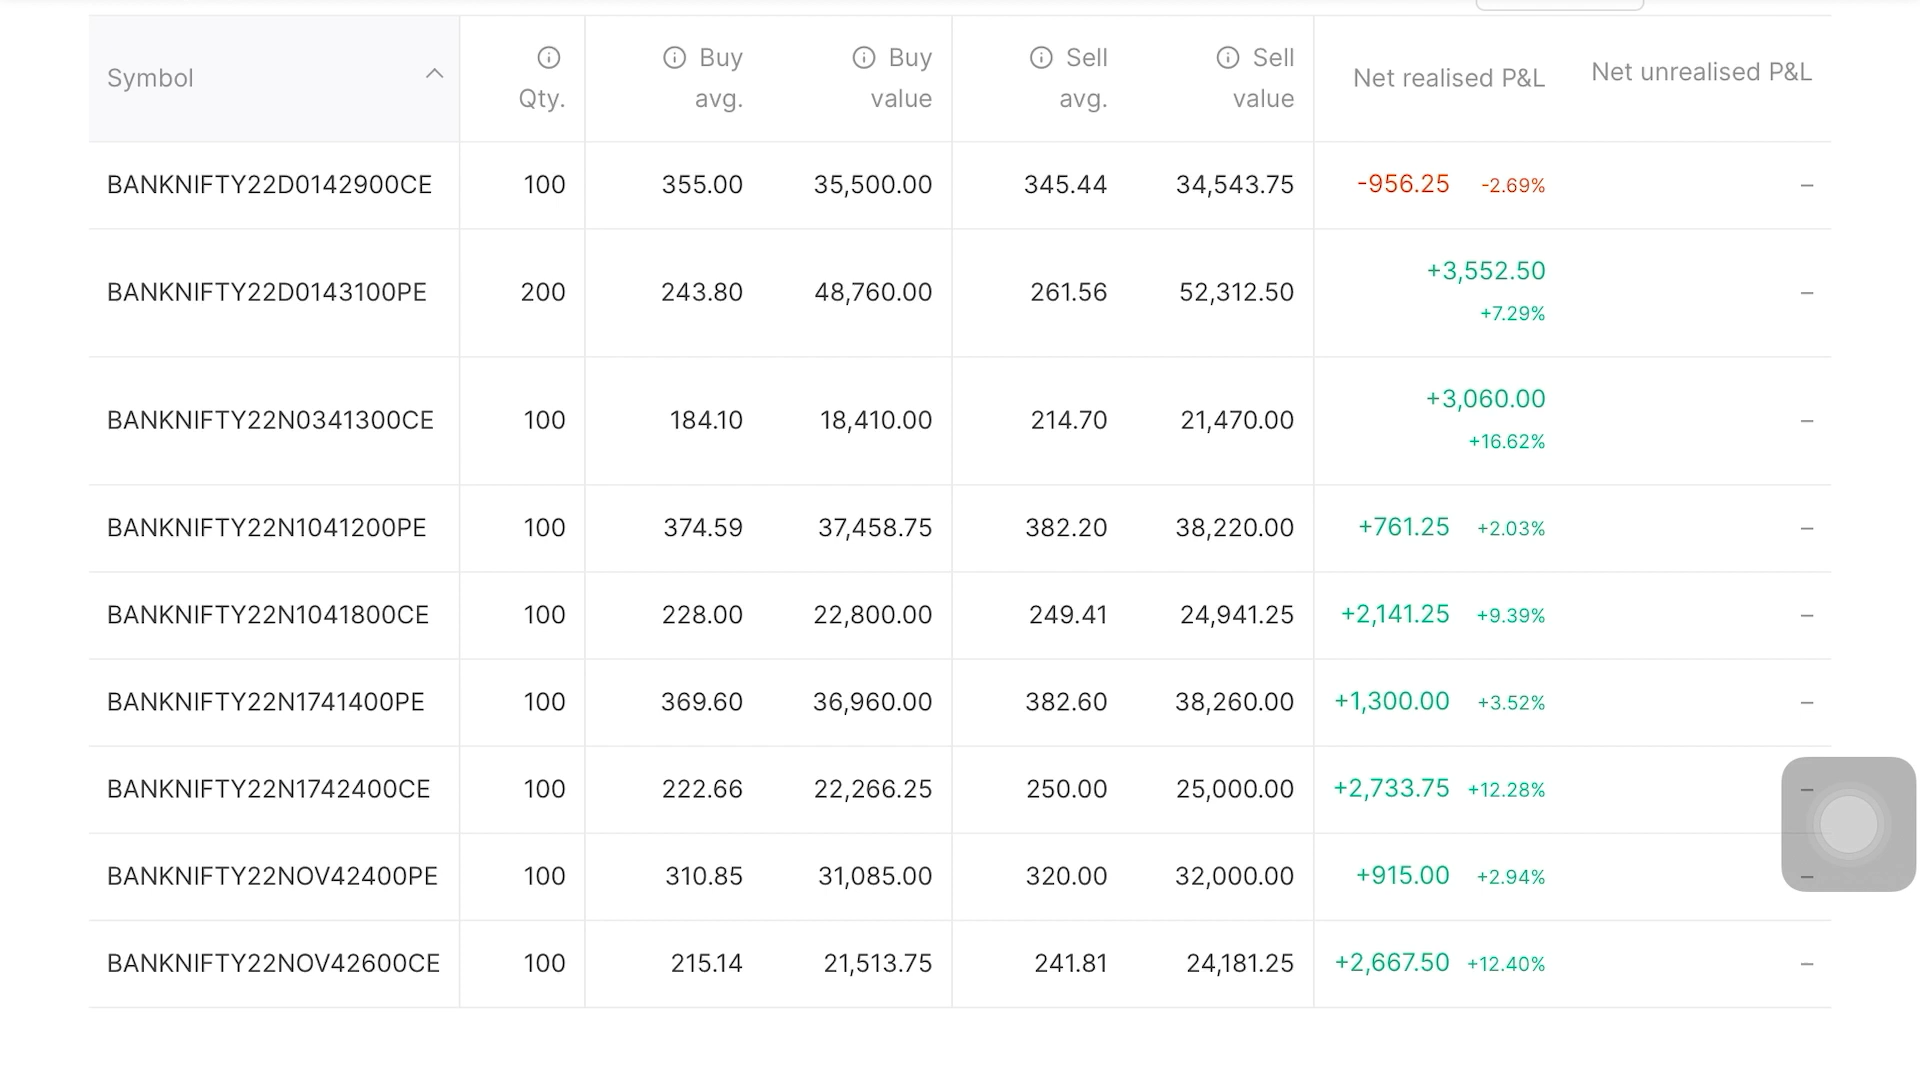 Symbol Qty. Buy avg. Buy value Sell avg. Sell value Net realised P&L Net unrealised P&L
BANKNIFTY22D0142900CE 100 355.00 35,500.00 345.44 34,543.75 -956.25 -2.69% –
BANKNIFTY22D0143100PE 200 243.80 48,760.00 261.56 52,312.50 +3,552.50 +7.29% –
BANKNIFTY22N0341300CE 100 184.10 18,410.00 214.70 21,470.00 +3,060.00 +16.62% –
BANKNIFTY22N1041200PE 100 374.59 37,458.75 382.20 38,220.00 +761.25 +2.03% –
BANKNIFTY22N1041800CE 100 228.00 22,800.00 249.41 24,941.25 +2,141.25 +9.39% –
BANKNIFTY22N1741400PE 100 369.60 36,960.00 382.60 38,260.00 +1,300.00 +3.52% –
BANKNIFTY22N1742400CE 100 222.66 22,266.25 250.00 25,000.00 +2,733.75 +12.28% –
BANKNIFTY22NOV42400PE 100 310.85 31,085.00 320.00 32,000.00 +915.00 +2.94% –
BANKNIFTY22NOV42600CE 100 215.14 21,513.75 241.81 24,181.25 +2,667.50 +12.40% –